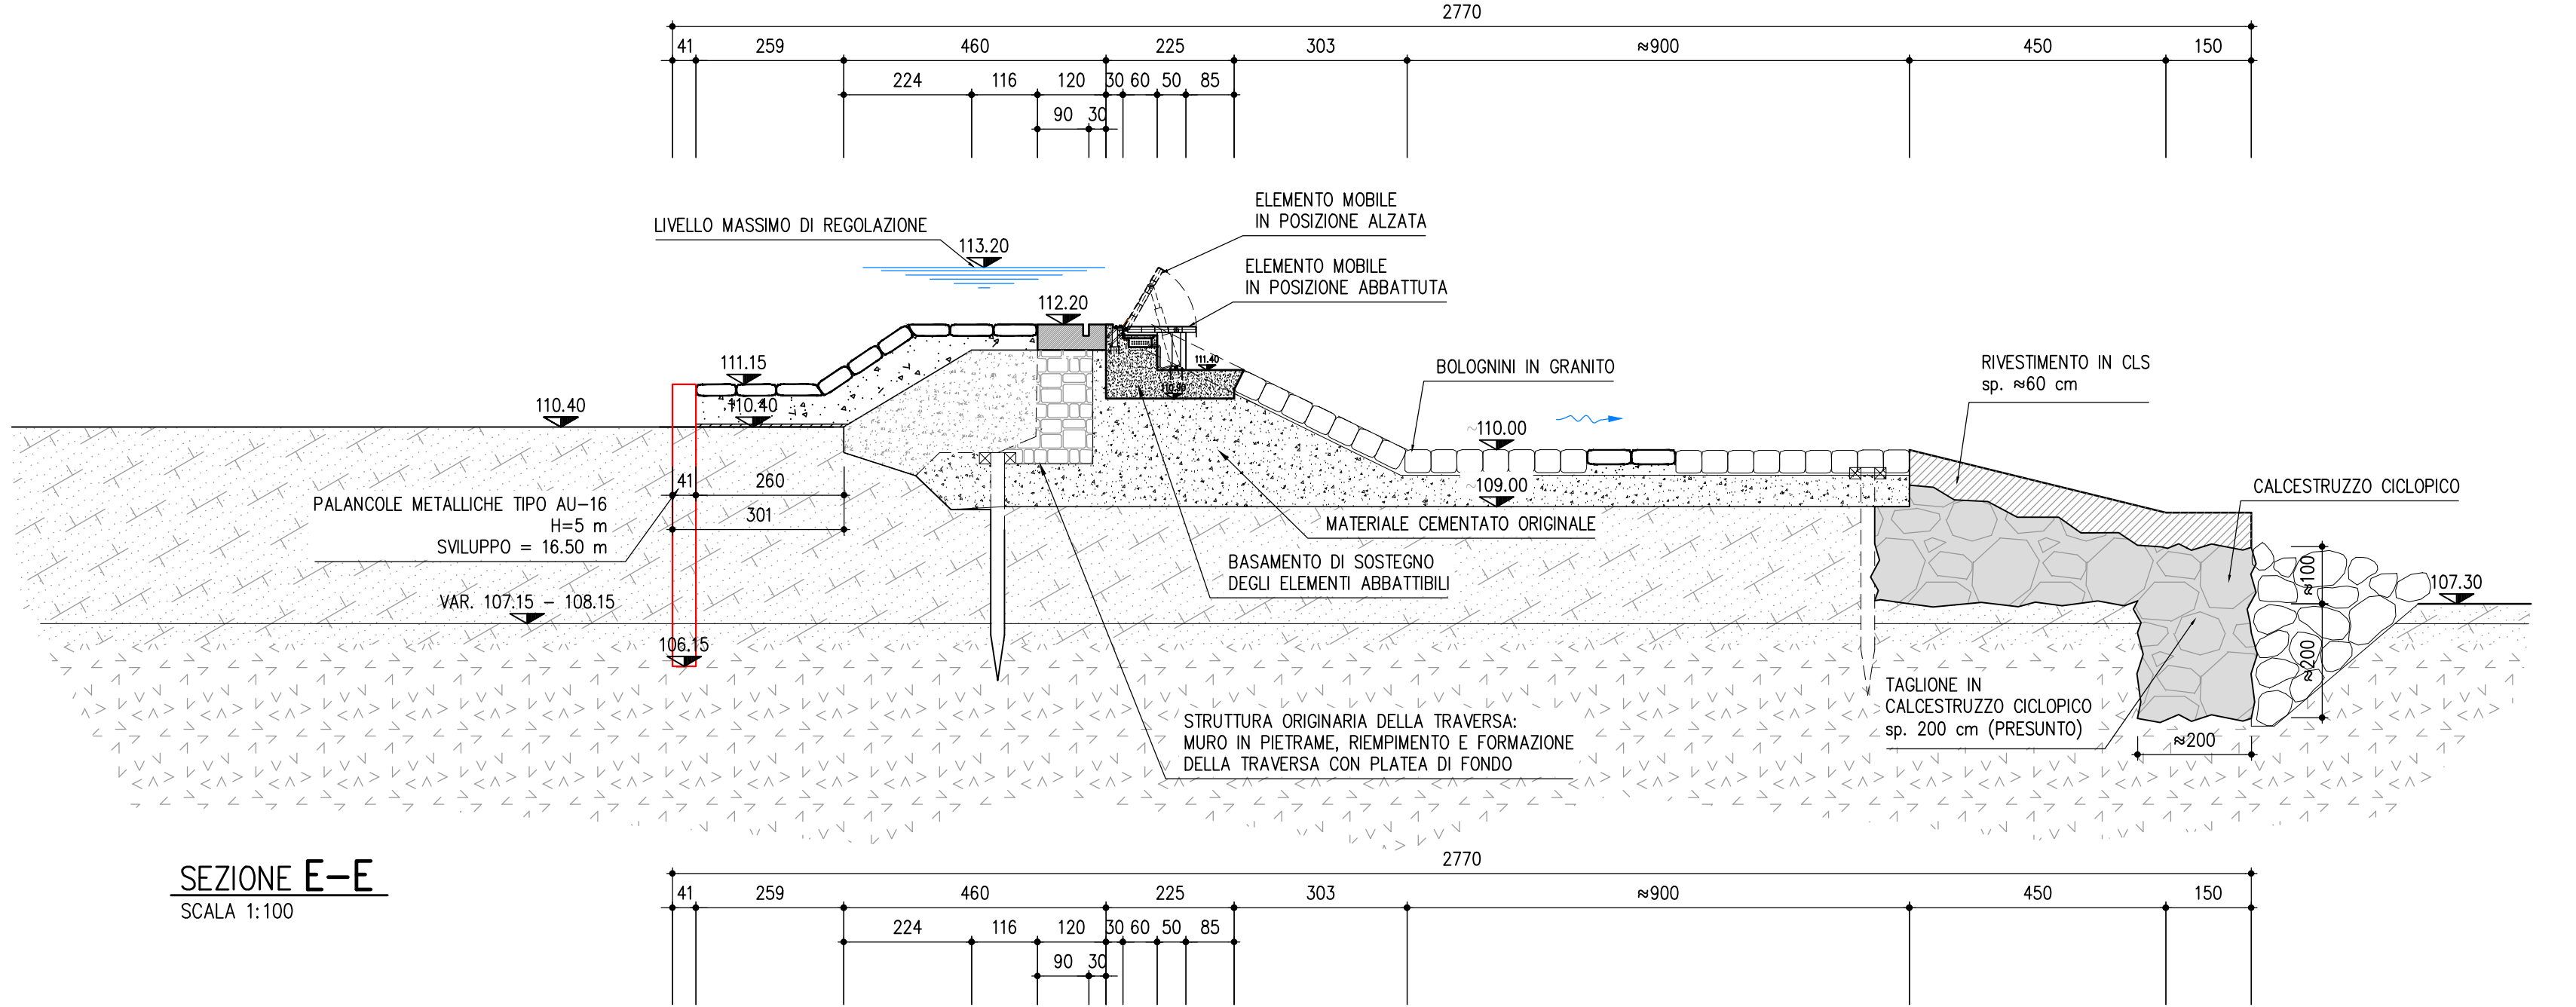 2770
41 259 460 225 303 ≈900 450 150
224 116 120 30 60 50 85
90 30
ELEMENTO MOBILE
IN POSIZIONE ALZATA
LIVELLO MASSIMO DI REGOLAZIONE
113.20
ELEMENTO MOBILE
IN POSIZIONE ABBATTUTA
112.20
111.15
111.40
BOLOGNINI IN GRANITO
RIVESTIMENTO IN CLS
sp. ≈60 cm
110.40
110.40
110.90
~110.00
41 260
301
PALANCOLE METALLICHE TIPO AU-16
H=5 m
SVILUPPO = 16.50 m
109.00
CALCESTRUZZO CICLOPICO
MATERIALE CEMENTATO ORIGINALE
BASAMENTO DI SOSTEGNO
DEGLI ELEMENTI ABBATTIBILI
≈100
107.30
VAR. 107.15 - 108.15
106.15
≈200
TAGLIONE IN
CALCESTRUZZO CICLOPICO
sp. 200 cm (PRESUNTO)
≈200
STRUTTURA ORIGINARIA DELLA TRAVERSA:
MURO IN PIETRAME, RIEMPIMENTO E FORMAZIONE
DELLA TRAVERSA CON PLATEA DI FONDO
SEZIONE E-E
SCALA 1:100
2770
41 259 460 225 303 ≈900 450 150
224 116 120 30 60 50 85
90 30